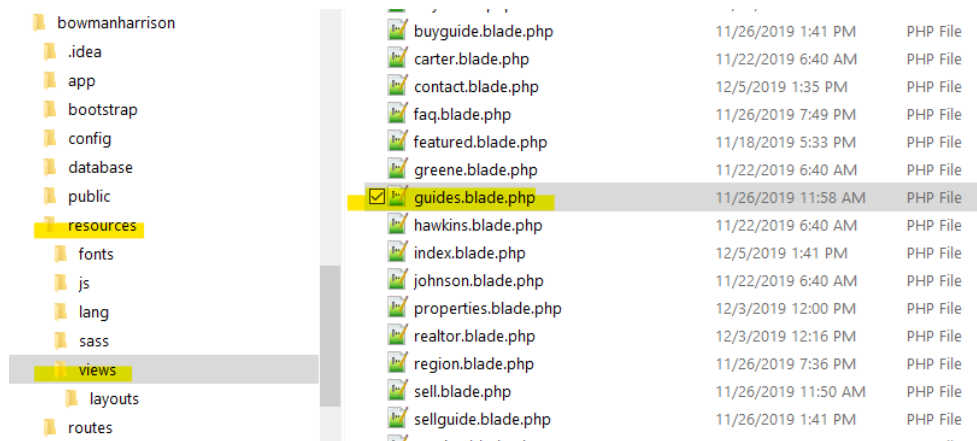 bowmanharrison
.idea
app
bootstrap
config
database
public
resources
fonts
js
lang
sass
views
layouts
routes
buyguide.blade.php 11/26/2019 1:41 PM PHP File
carter.blade.php 11/22/2019 6:40 AM PHP File
contact.blade.php 12/5/2019 1:35 PM PHP File
faq.blade.php 11/26/2019 7:49 PM PHP File
featured.blade.php 11/18/2019 5:33 PM PHP File
greene.blade.php 11/22/2019 6:40 AM PHP File
guides.blade.php 11/26/2019 11:58 AM PHP File
hawkins.blade.php 11/22/2019 6:40 AM PHP File
index.blade.php 12/5/2019 1:41 PM PHP File
johnson.blade.php 11/22/2019 6:40 AM PHP File
properties.blade.php 12/3/2019 12:00 PM PHP File
realtor.blade.php 12/3/2019 12:16 PM PHP File
region.blade.php 11/26/2019 7:36 PM PHP File
sell.blade.php 11/26/2019 11:50 AM PHP File
sellguide.blade.php 11/26/2019 1:41 PM PHP File